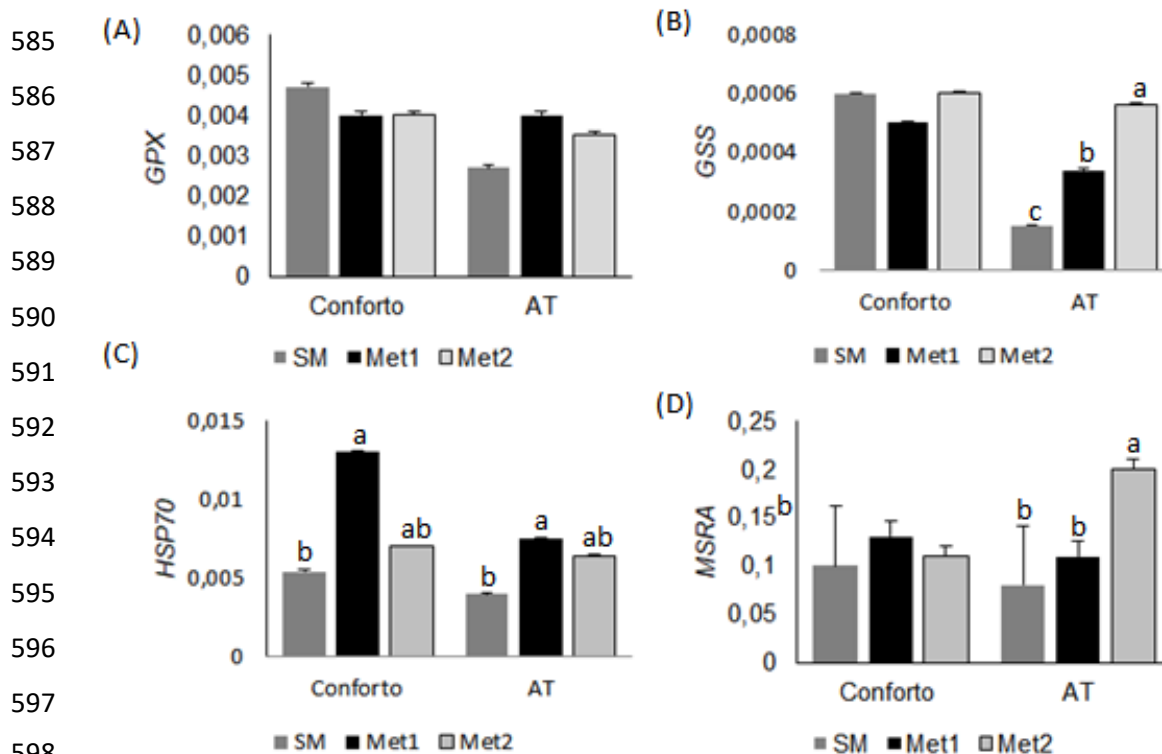 585
586
587
588
589
590
591
592
593
594
595
596
597
598
(A)
GPX
0,006
0,005
0,004
0,003
0,002
0,001
0
Conforto AT
SM Met1 Met2
(B)
GSS
0,0008
0,0006
0,0004
0,0002
0
c b a
Conforto AT
SM Met1 Met2
(C)
HSP70
0,015
0,01
0,005
0
b a ab b a ab
Conforto AT
SM Met1 Met2
(D)
MSRA
0,25
0,2
0,15
0,1
0,05
0
b b b a
Conforto AT
SM Met1 Met2